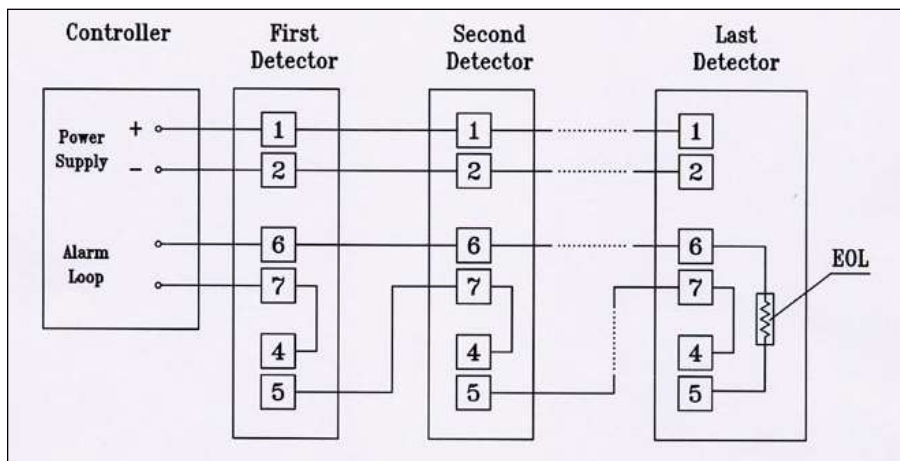 Controller
First
Detector
Second
Detector
Last
Detector
Power
Supply
+
−
Alarm
Loop
1
2
6
7
4
5
1
2
6
7
4
5
1
2
6
7
4
5
EOL